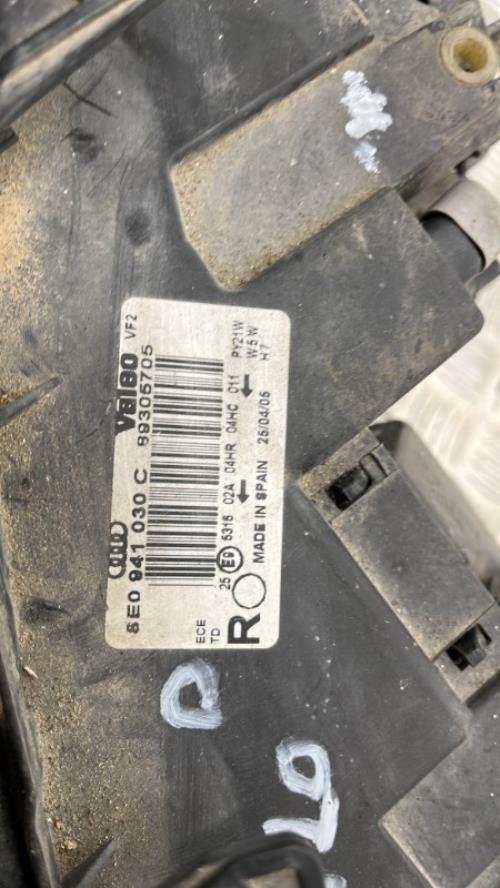 Valeo VF2
8E0 941 030 C 99305705
PY21W
W5W
H7
25 E9 5316 02A 04HR 04HC 011
MADE IN SPAIN 25/04/05
ECE
TD
R